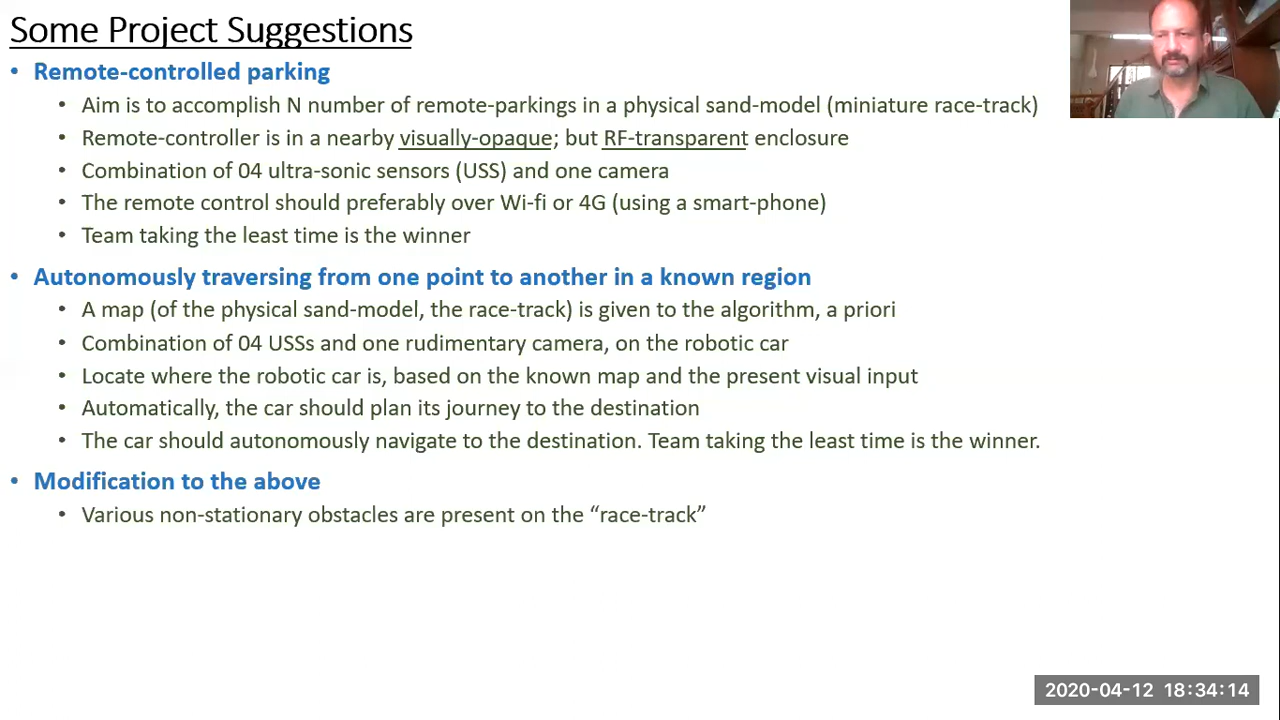 Some Project Suggestions
• Remote-controlled parking
• Aim is to accomplish N number of remote-parkings in a physical sand-model (miniature race-track)
• Remote-controller is in a nearby visually-opaque; but RF-transparent enclosure
• Combination of 04 ultra-sonic sensors (USS) and one camera
• The remote control should preferably over Wi-fi or 4G (using a smart-phone)
• Team taking the least time is the winner
• Autonomously traversing from one point to another in a known region
• A map (of the physical sand-model, the race-track) is given to the algorithm, a priori
• Combination of 04 USSs and one rudimentary camera, on the robotic car
• Locate where the robotic car is, based on the known map and the present visual input
• Automatically, the car should plan its journey to the destination
• The car should autonomously navigate to the destination. Team taking the least time is the winner.
• Modification to the above
• Various non-stationary obstacles are present on the “race-track”
2020-04-12 18:34:14